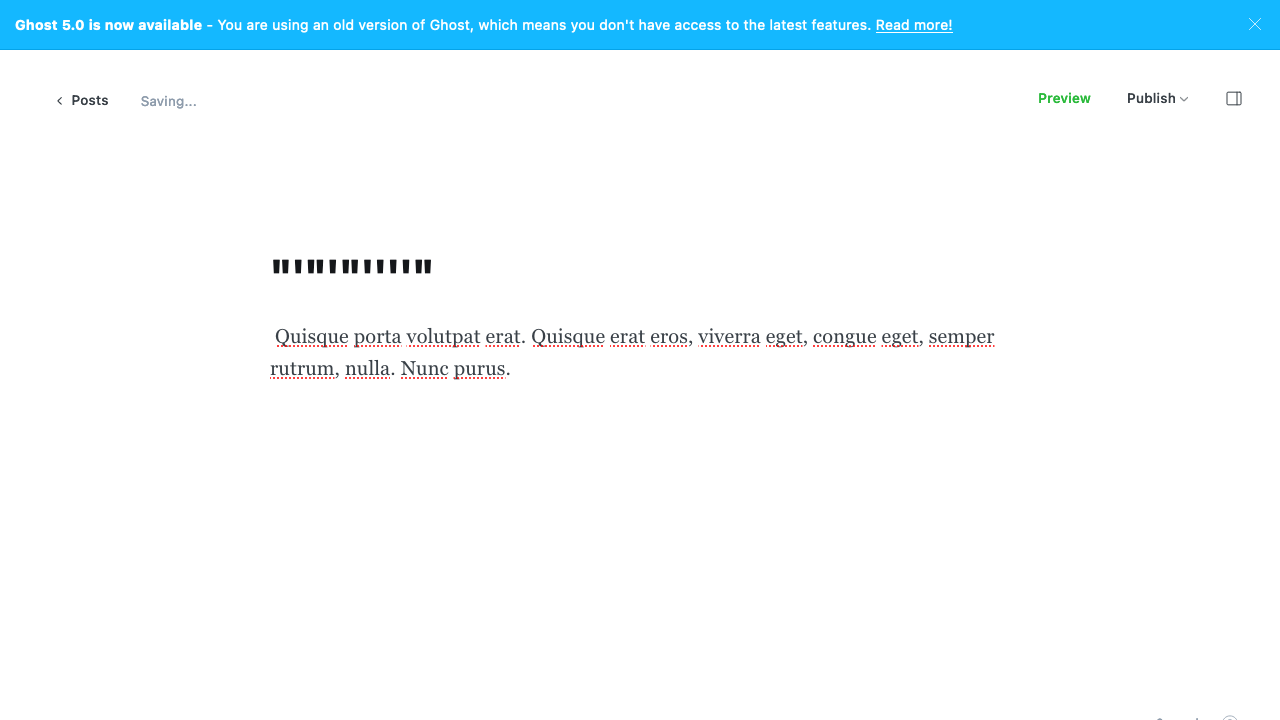 Ghost 5.0 is now available - You are using an old version of Ghost, which means you don't have access to the latest features. Read more!
Posts
Saving...
Preview
Publish
"'"'"''''"
Quisque porta volutpat erat. Quisque erat eros, viverra eget, congue eget, semper
rutrum, nulla. Nunc purus.